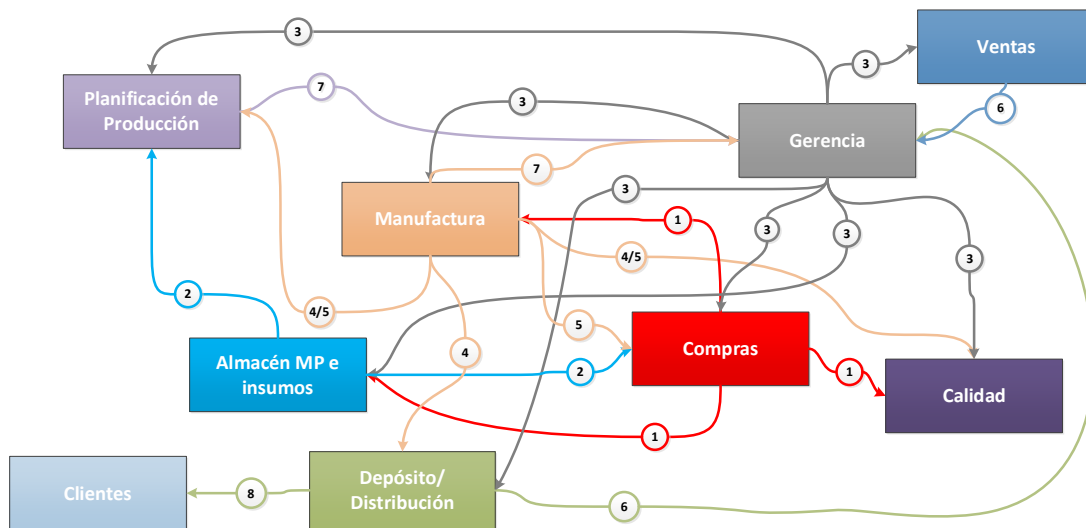 3
Ventas
3
6
Planificación de
Producción
7
3
Gerencia
7
3
Manufactura
1
3
3
4/5
3
2
4/5
5
Almacén MP e
insumos
4
2
Compras
1
Calidad
1
Clientes
8
Depósito/
Distribución
6